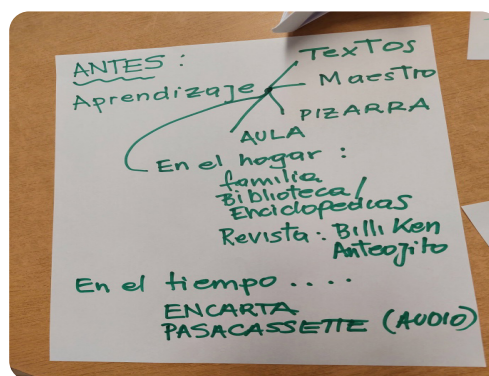 ANTES :
Aprendizaje
TexTos
Maestro
PIZARRA
AULA
En el hogar :
familia
Biblioteca/
Enciclopedias
Revista : Billi Ken
Anteojito
En el tiempo ....
ENCARTA
PASACASSETTE (AUDIO)